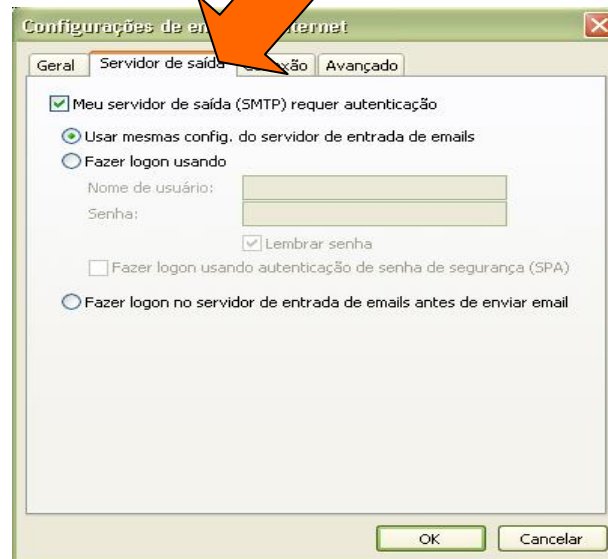 Configurações de ernet
Geral
Servidor de saída
xão
Avançado
Meu servidor de saída (SMTP) requer autenticação
Usar mesmas config. do servidor de entrada de emails
Fazer logon usando
Nome de usuário:
Senha:
Lembrar senha
Fazer logon usando autenticação de senha de segurança (SPA)
Fazer logon no servidor de entrada de emails antes de enviar email
OK
Cancelar